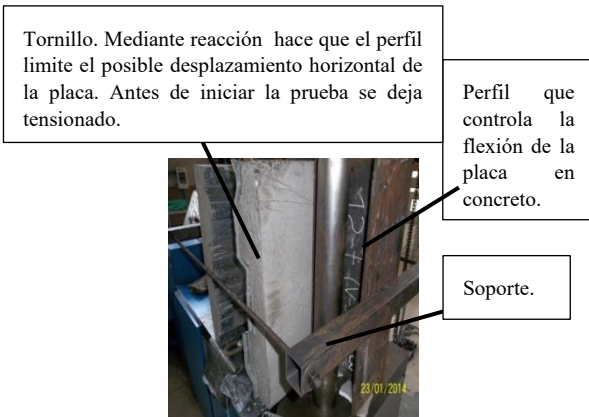 Tornillo. Mediante reacción hace que el perfil
limite el posible desplazamiento horizontal de
la placa. Antes de iniciar la prueba se deja
tensionado.
Perfil que
controla la
flexión de la
placa en
concreto.
Soporte.
23/01/2014